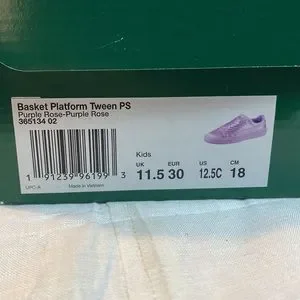 Basket Platform Tween PS
Purple Rose-Purple Rose
365134 02
Kids
UK EUR US CM
11.5 30 12.5C 18
1 91239 96199 3
UPC-A Made in Vietnam